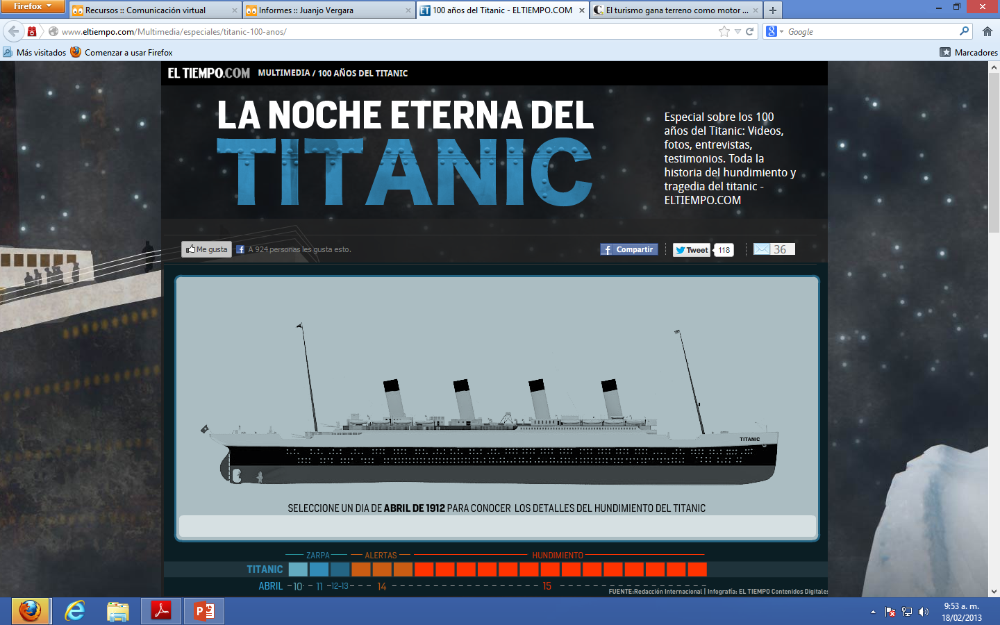 Firefox
Recursos :: Comunicación virtual
Informes :: Juanjo Vergara
100 años del Titanic - ELTIEMPO.COM
El turismo gana terreno como motor ...
www.eltiempo.com/Multimedia/especiales/titanic-100-anos/
Google
Más visitados
Comenzar a usar Firefox
Marcadores
EL TIEMPO.COM MULTIMEDIA / 100 AÑOS DEL TITANIC
LA NOCHE ETERNA DEL
TITANIC
Especial sobre los 100
años del Titanic: Videos,
fotos, entrevistas,
testimonios. Toda la
historia del hundimiento y
tragedia del titanic -
ELTIEMPO.COM
Me gusta
A 924 personas les gusta esto.
Compartir
Tweet
118
36
TITANIC
SELECCIONE UN DIA DE ABRIL DE 1912 PARA CONOCER LOS DETALLES DEL HUNDIMIENTO DEL TITANIC
ZARPA
ALERTAS
HUNDIMIENTO
TITANIC
ABRIL 10 11 12-13 14 15
FUENTE:Redacción Internacional | Infografía: EL TIEMPO Contenidos Digitales
9:53 a. m.
18/02/2013